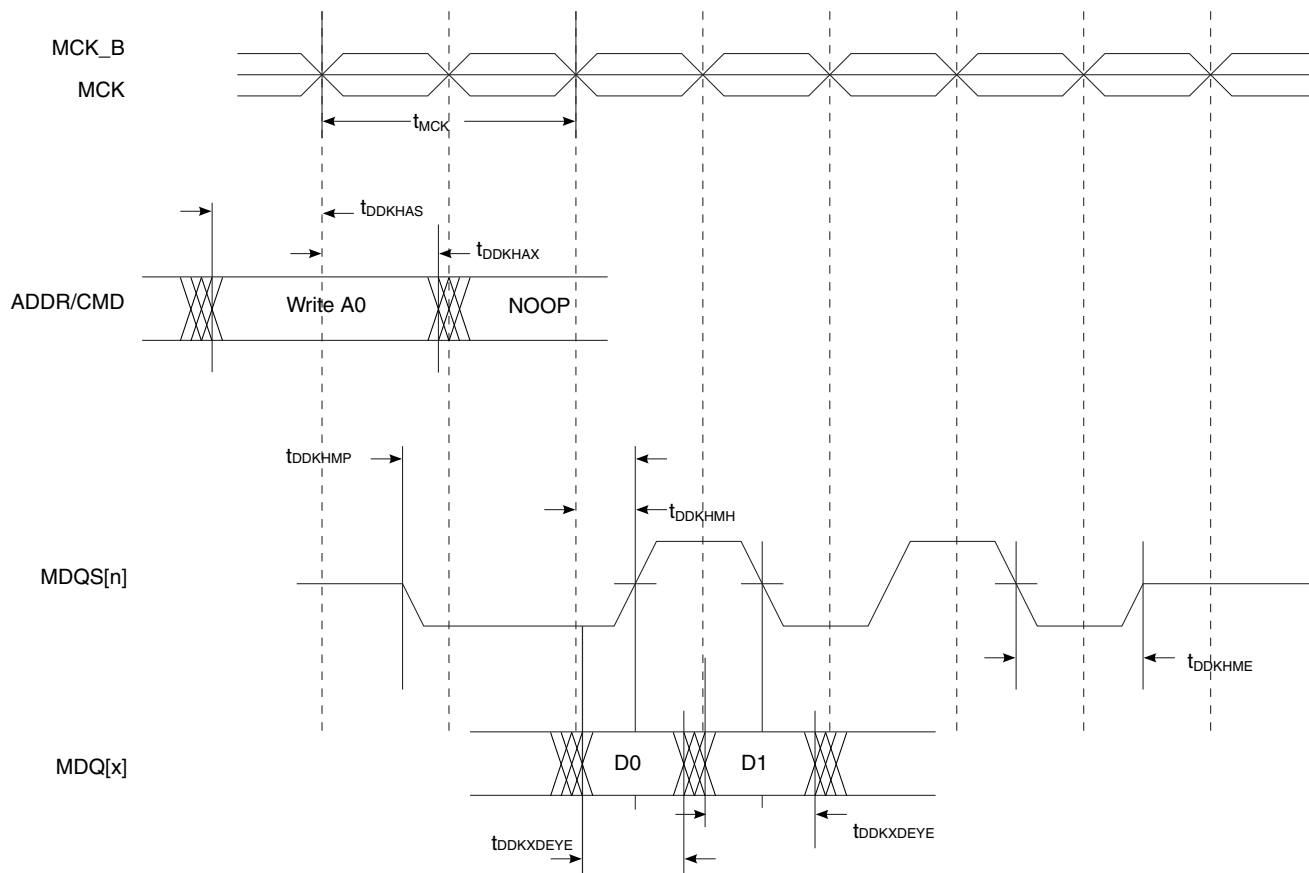 MCK_B
MCK
tMCK
tDDKHAS
tDDKHAX
ADDR/CMD
Write A0
NOOP
tDDKHMP
tDDKHMH
MDQS[n]
tDDKHME
MDQ[x]
D0
D1
tDDKXDEYE
tDDKXDEYE